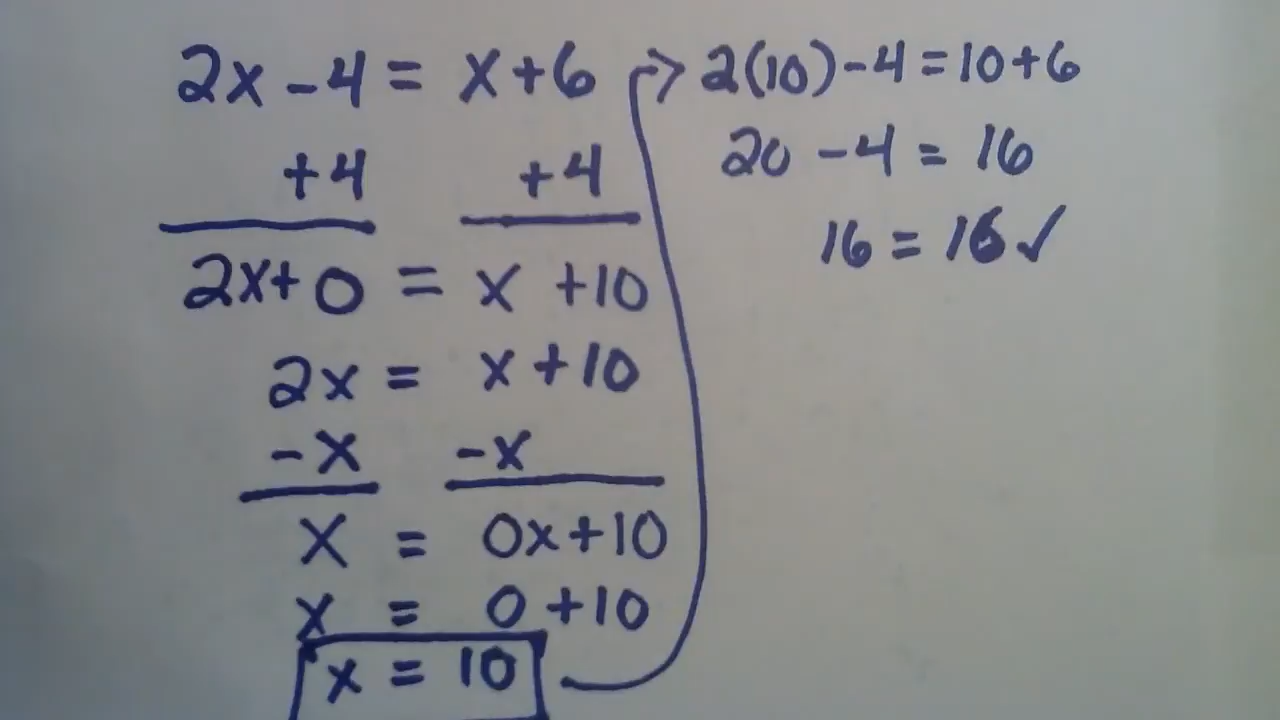 2x - 4 = x + 6
+4 +4
2x + 0 = x + 10
2x = x + 10
-x -x
x = 0x + 10
x = 0 + 10
x = 10
2(10) - 4 = 10 + 6
20 - 4 = 16
16 = 16 ✓